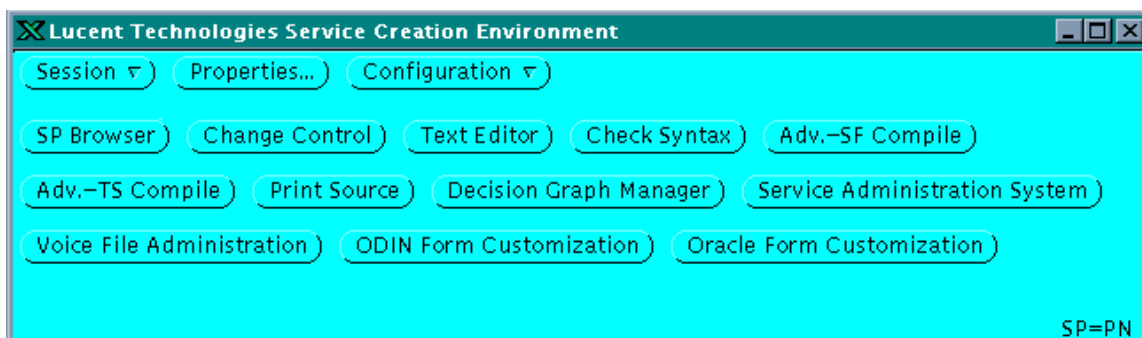 Lucent Technologies Service Creation Environment
Session Properties... Configuration
SP Browser Change Control Text Editor Check Syntax Adv.-SF Compile
Adv.-TS Compile Print Source Decision Graph Manager Service Administration System
Voice File Administration ODIN Form Customization Oracle Form Customization
SP=PN